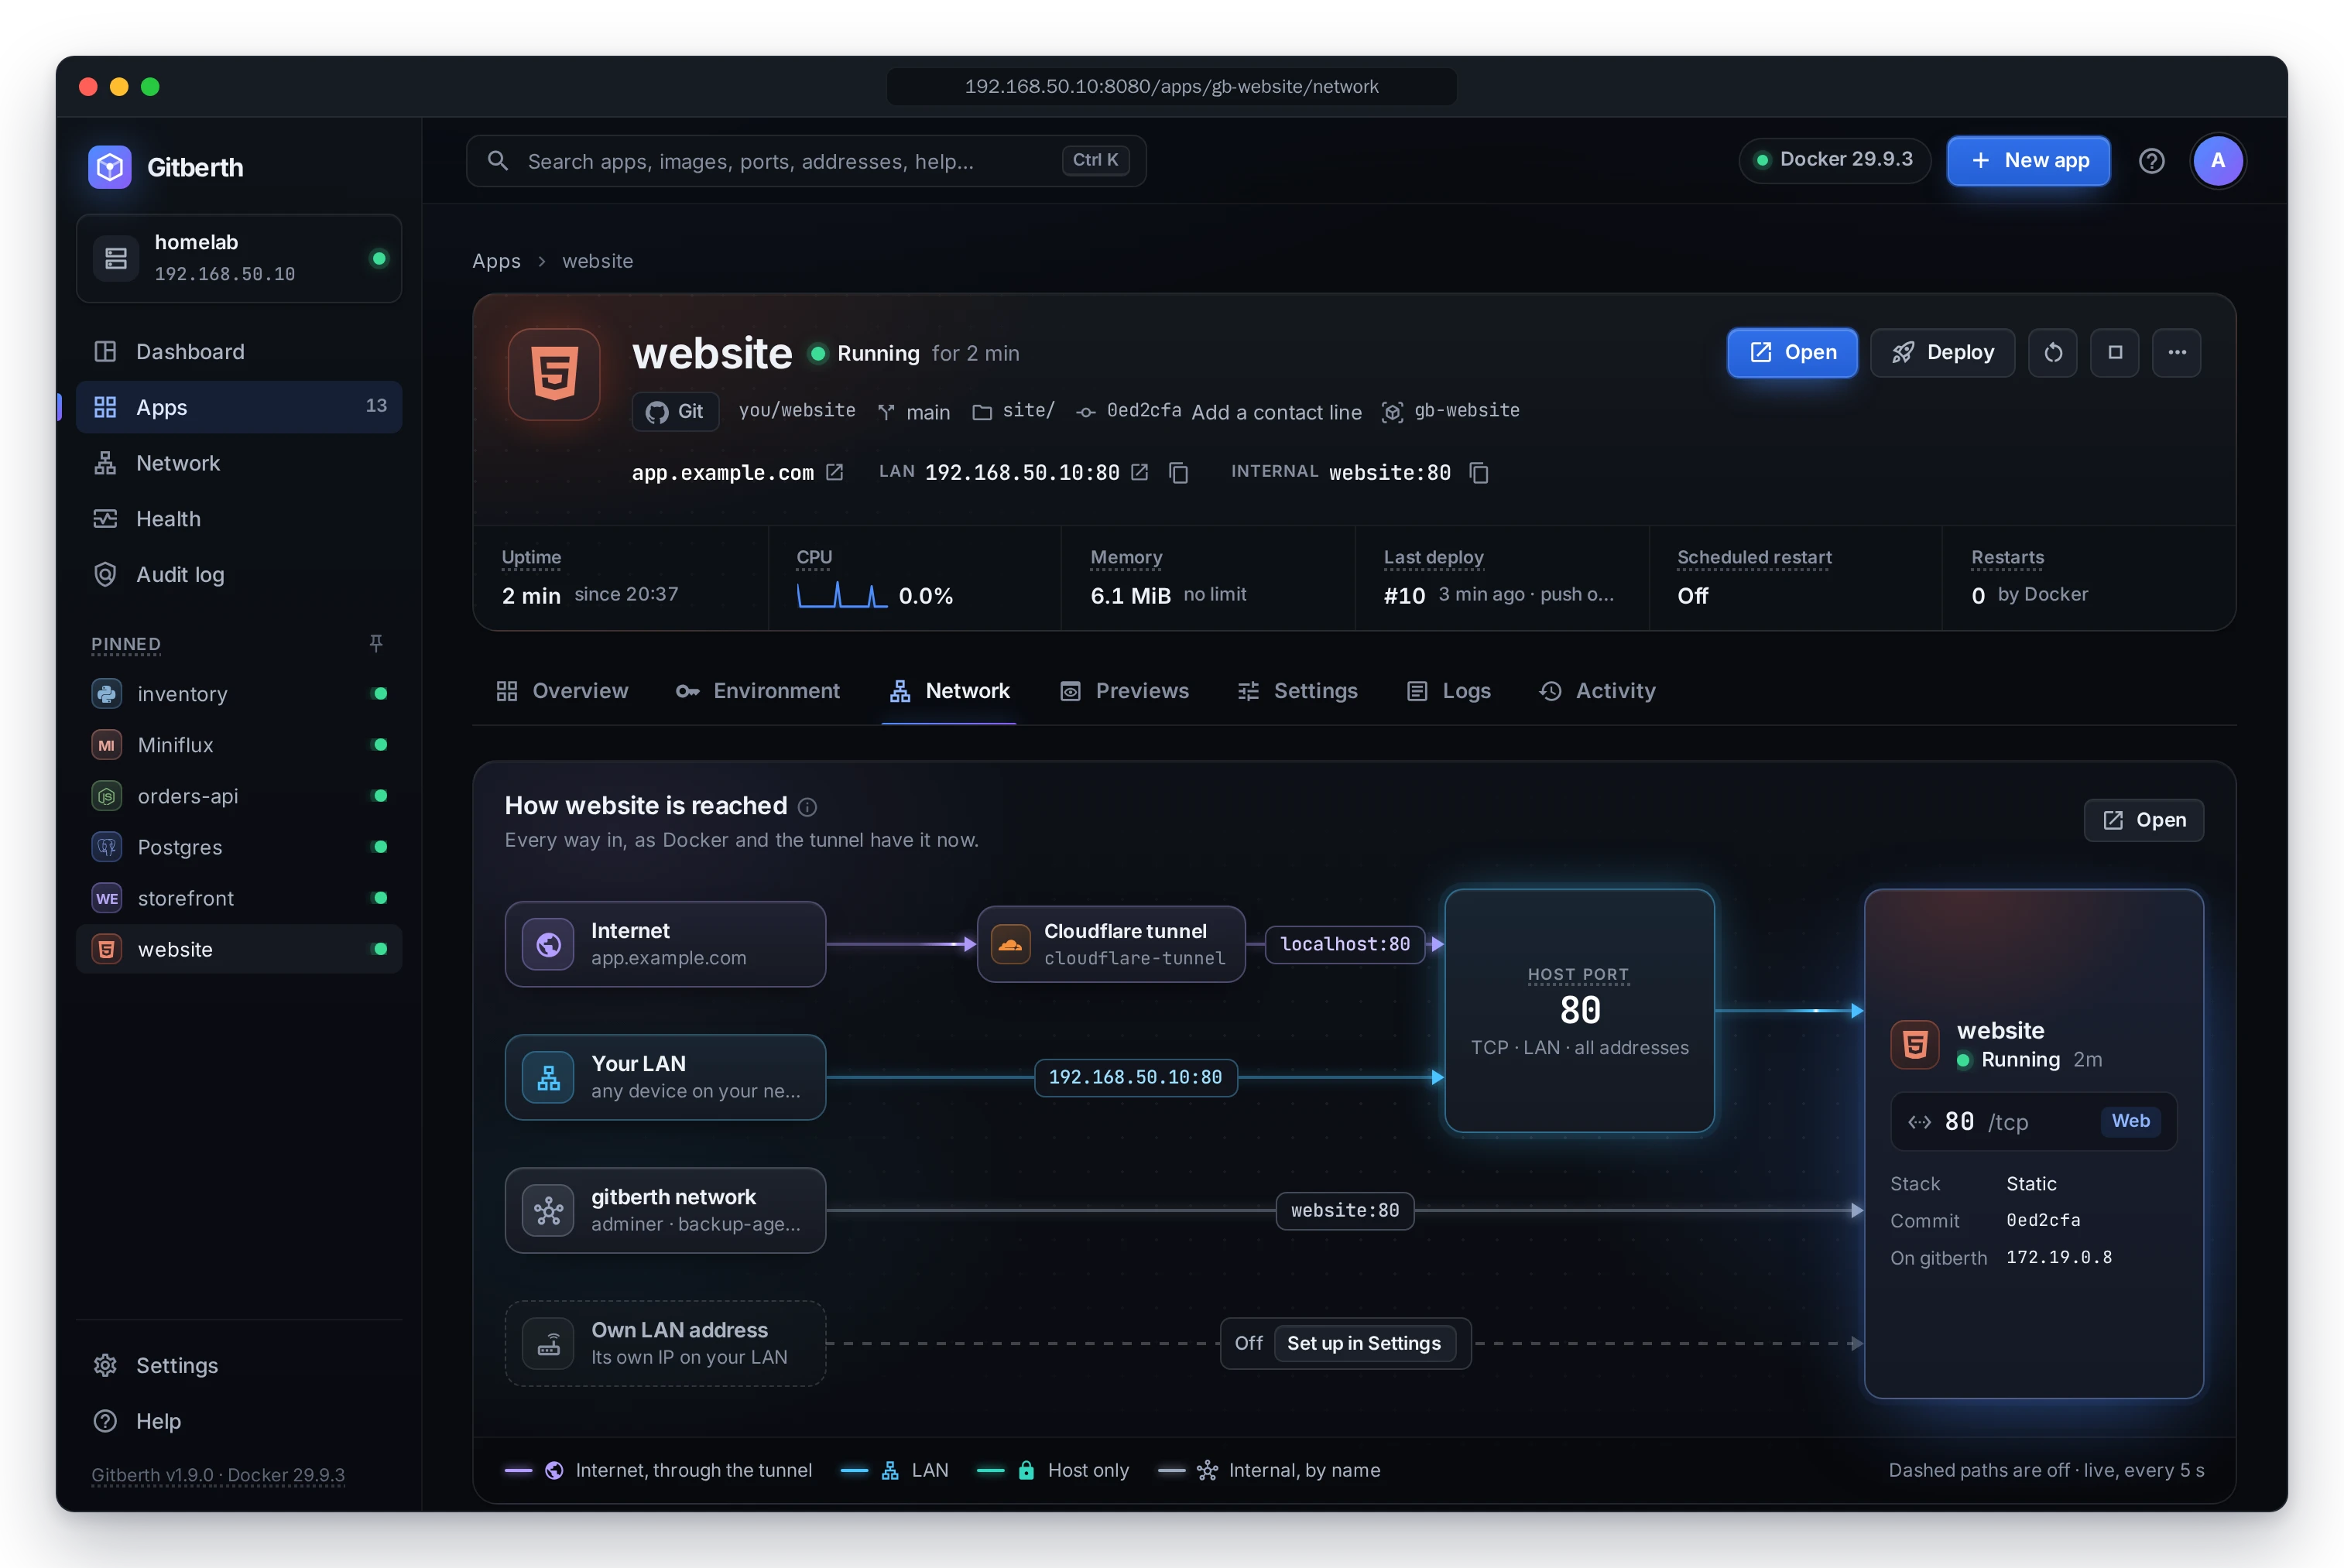 192.168.50.10:8080/apps/gb-website/network
Gitberth
Search apps, images, ports, addresses, help...
Ctrl K
Docker 29.9.3
New app
A
homelab
192.168.50.10
Dashboard
Apps 13
Network
Health
Audit log
PINNED
inventory
MI Miniflux
JS orders-api
Postgres
WE storefront
website
Settings
Help
Gitberth v1.9.0 · Docker 29.9.3
Apps > website
website Running for 2 min
Open
Deploy
Git you/website main site/ 0ed2cfa Add a contact line gb-website
app.example.com LAN 192.168.50.10:80 INTERNAL website:80
Uptime
2 min since 20:37
CPU
0.0%
Memory
6.1 MiB no limit
Last deploy
#10 3 min ago · push o...
Scheduled restart
Off
Restarts
0 by Docker
Overview
Environment
Network
Previews
Settings
Logs
Activity
How website is reached
Every way in, as Docker and the tunnel have it now.
Open
Internet
app.example.com
Cloudflare tunnel
cloudflare-tunnel
localhost:80
Your LAN
any device on your ne...
192.168.50.10:80
HOST PORT
80
TCP · LAN · all addresses
gitberth network
adminer · backup-age...
website:80
Own LAN address
Its own IP on your LAN
Off Set up in Settings
website
Running 2m
80 /tcp Web
Stack Static
Commit 0ed2cfa
On gitberth 172.19.0.8
Internet, through the tunnel
LAN
Host only
Internal, by name
Dashed paths are off · live, every 5 s